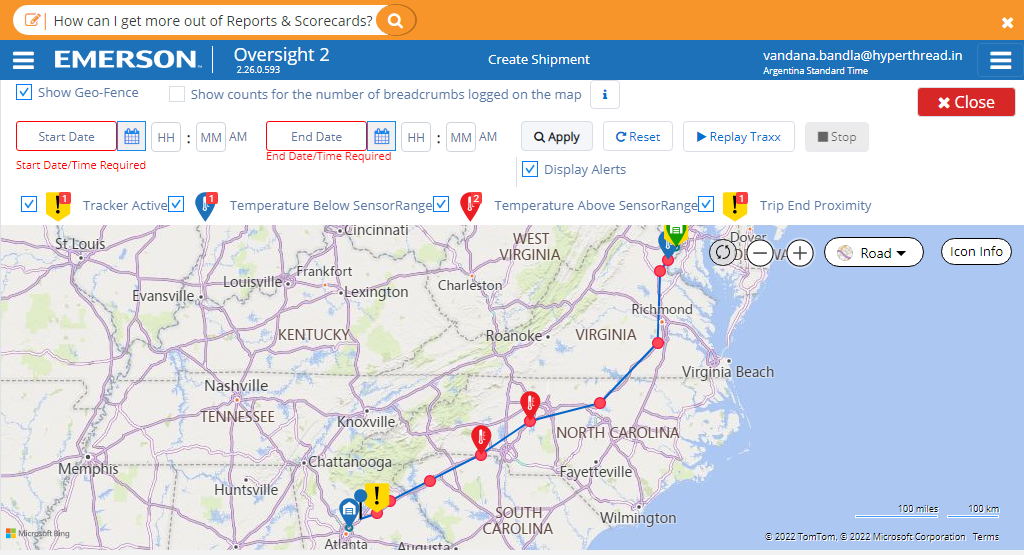 How can I get more out of Reports & Scorecards?
EMERSON
Oversight 2
2.26.0.593
Create Shipment
vandana.bandla@hyperthread.in
Argentina Standard Time
Show Geo-Fence
Show counts for the number of breadcrumbs logged on the map
i
Close
Start Date
HH : MM AM
End Date
HH : MM AM
Apply
Reset
Replay Traxx
Stop
Start Date/Time Required
End Date/Time Required
Display Alerts
1 Tracker Active
1 Temperature Below SensorRange
2 Temperature Above SensorRange
1 Trip End Proximity
Road
Icon Info
St Louis
Cincinnati
WEST
VIRGINIA
Dover
Frankfort
Louisville
Evansville
Lexington
Charleston
Richmond
KENTUCKY
Roanoke
VIRGINIA
Virginia Beach
Nashville
TENNESSEE
Knoxville
NORTH CAROLINA
Memphis
Chattanooga
Fayetteville
Huntsville
SOUTH
CAROLINA
Wilmington
100 miles
100 km
Microsoft Bing
Atlanta
Augusta
© 2022 TomTom, © 2022 Microsoft Corporation Terms